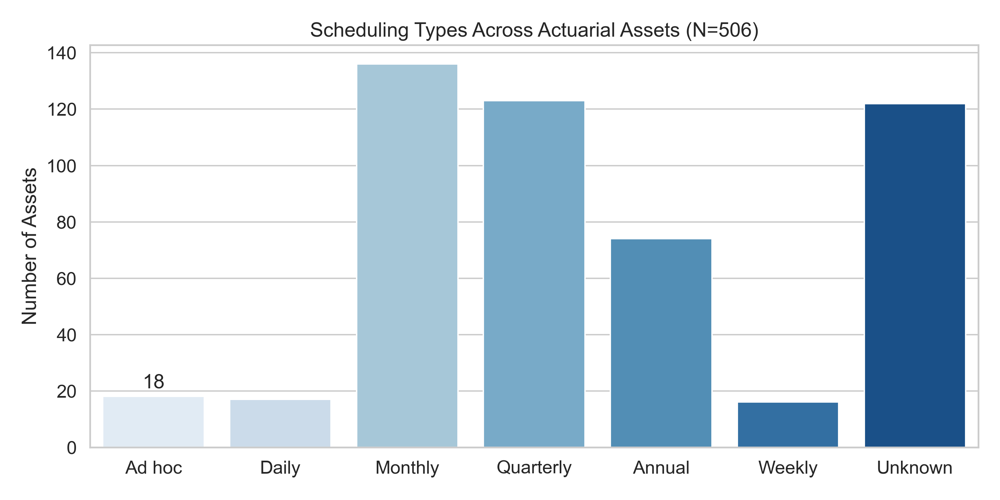 Scheduling Types Across Actuarial Assets (N=506)
Number of Assets
140
120
100
80
60
40
20
0
18
Ad hoc
Daily
Monthly
Quarterly
Annual
Weekly
Unknown